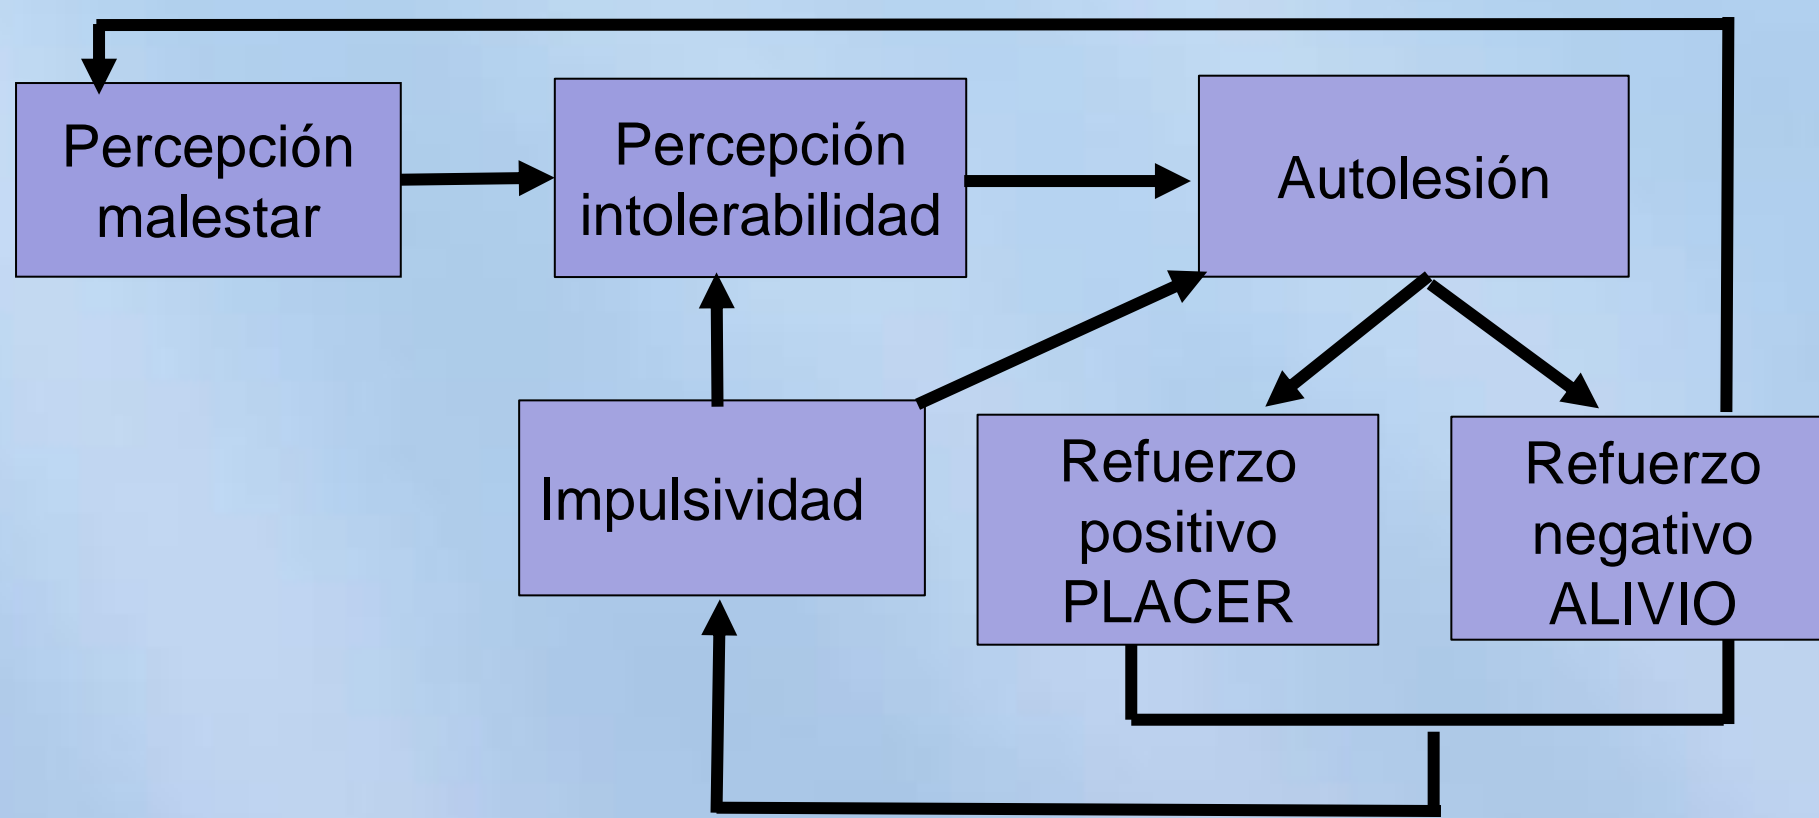 Percepción
malestar
Percepción
intolerabilidad
Autolesión
Impulsividad
Refuerzo
positivo
PLACER
Refuerzo
negativo
ALIVIO